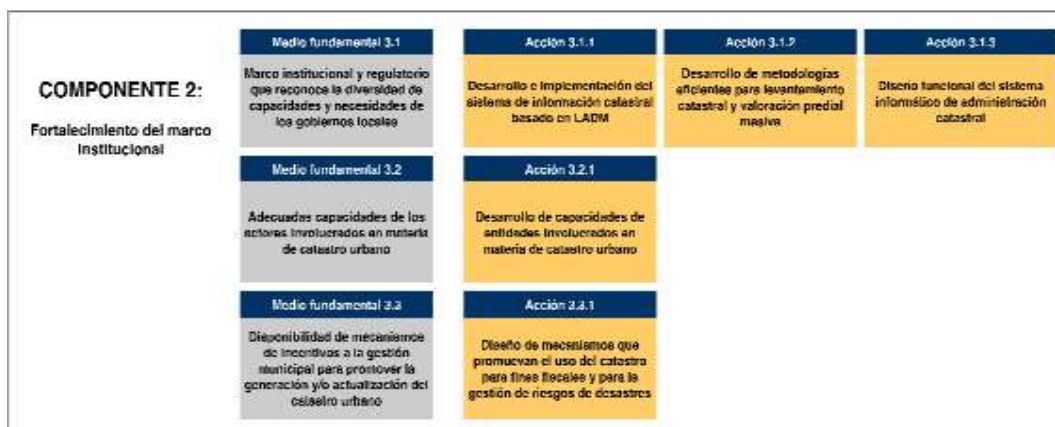 COMPONENTE 2:
Fortalecimiento del marco
institucional
Medio fundamental 3.1
Marco institucional y regulatorio
que reconoce la diversidad de
capacidades y necesidades de
los gobiernos locales
Acción 3.1.1
Desarrollo e implementación del
sistema de información catastral
basado en LADM
Acción 3.1.2
Desarrollo de metodologías
eficientes para levantamiento
catastral y valoración predial
masiva
Acción 3.1.3
Diseño funcional del sistema
informático de administración
catastral
Medio fundamental 3.2
Adecuadas capacidades de los
actores involucrados en materia
de catastro urbano
Acción 3.2.1
Desarrollo de capacidades de
entidades involucrados en
materia de catastro urbano
Medio fundamental 3.3
Disponibilidad de mecanismos
de incentivos a la gestión
municipal para promover la
generación y/o actualización del
catastro urbano
Acción 3.3.1
Diseño de mecanismos que
promuevan el uso del catastro
para fines fiscales y para la
gestión de riesgos de desastres